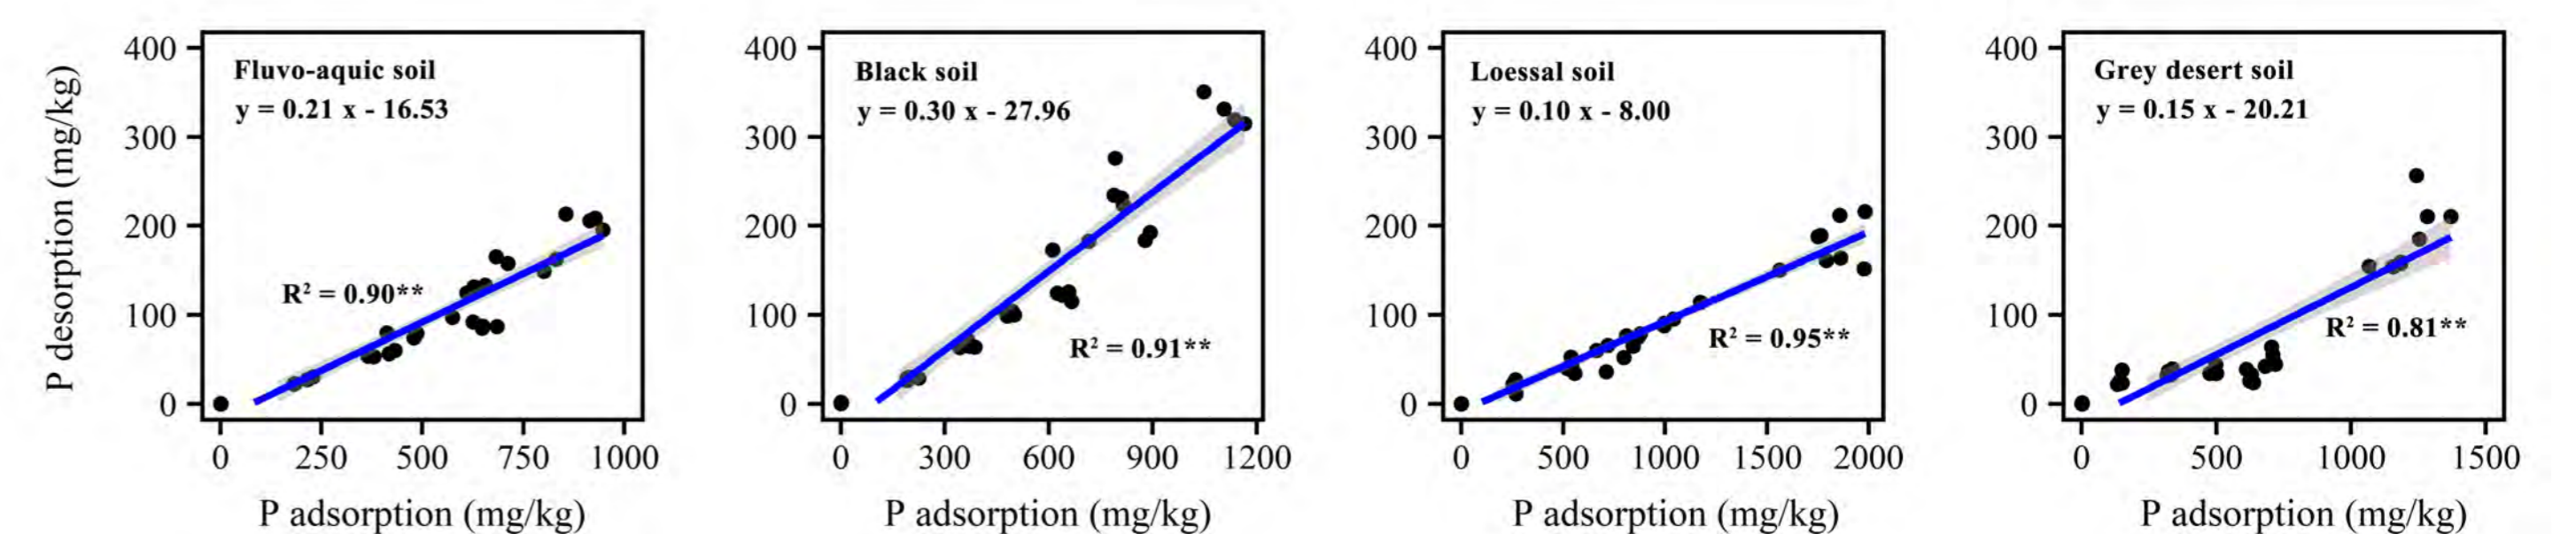 P desorption (mg/kg)
400
300
200
100
0
Fluvo-aquic soil
y = 0.21 x - 16.53
R² = 0.90**
0 250 500 750 1000
P adsorption (mg/kg)
400
300
200
100
0
Black soil
y = 0.30 x - 27.96
R² = 0.91**
0 300 600 900 1200
P adsorption (mg/kg)
400
300
200
100
0
Loessal soil
y = 0.10 x - 8.00
R² = 0.95**
0 500 1000 1500 2000
P adsorption (mg/kg)
400
300
200
100
0
Grey desert soil
y = 0.15 x - 20.21
R² = 0.81**
0 500 1000 1500
P adsorption (mg/kg)